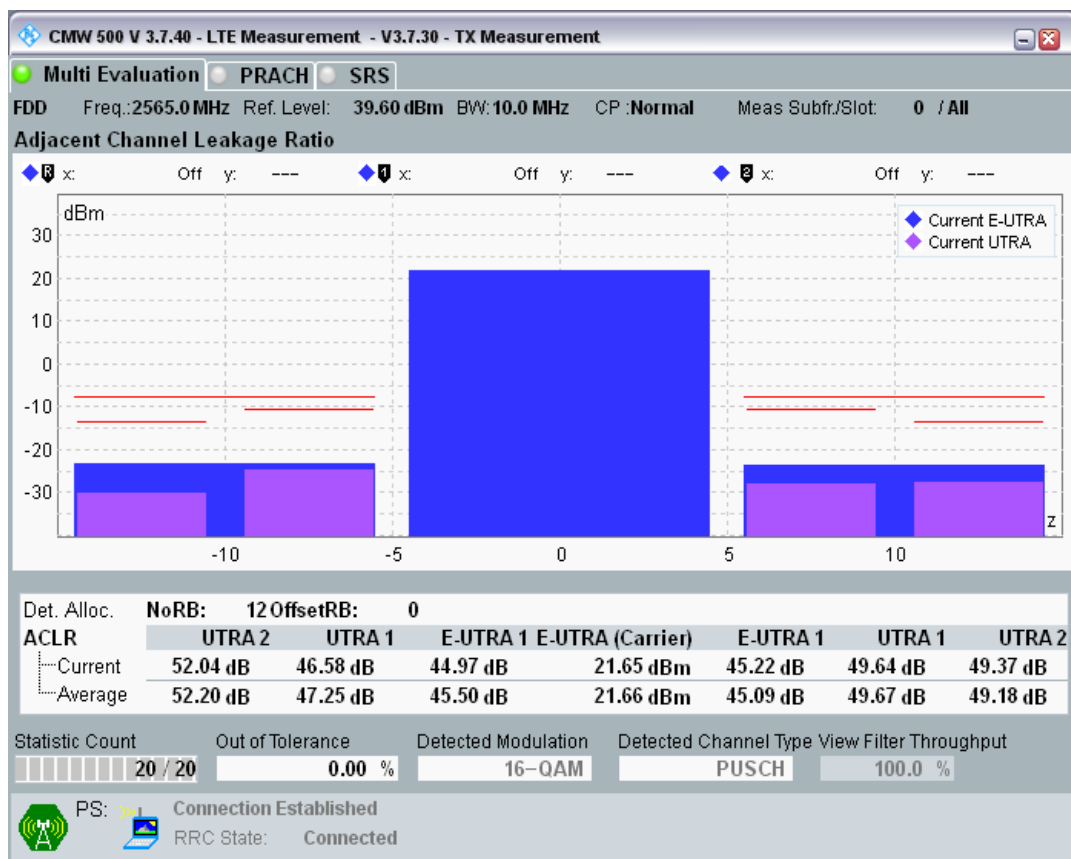 CMW 500 V 3.7.40 - LTE Measurement - V3.7.30 - TX Measurement
Multi Evaluation PRACH SRS
FDD Freq.:2565.0 MHz Ref. Level: 39.60 dBm BW: 10.0 MHz CP :Normal Meas Subfr./Slot: 0 / All
Adjacent Channel Leakage Ratio
R x: Off y: --- 1 x: Off y: --- 2 x: Off y: ---
dBm
Current E-UTRA
Current UTRA
30
20
10
0
-10
-20
-30
z
-10 -5 0 5 10
Det. Alloc. NoRB: 12 OffsetRB: 0
ACLR UTRA 2 UTRA 1 E-UTRA 1 E-UTRA (Carrier) E-UTRA 1 UTRA 1 UTRA 2
Current 52.04 dB 46.58 dB 44.97 dB 21.65 dBm 45.22 dB 49.64 dB 49.37 dB
Average 52.20 dB 47.25 dB 45.50 dB 21.66 dBm 45.09 dB 49.67 dB 49.18 dB
Statistic Count Out of Tolerance Detected Modulation Detected Channel Type View Filter Throughput
20 / 20 0.00 % 16-QAM PUSCH 100.0 %
PS: Connection Established
RRC State: Connected